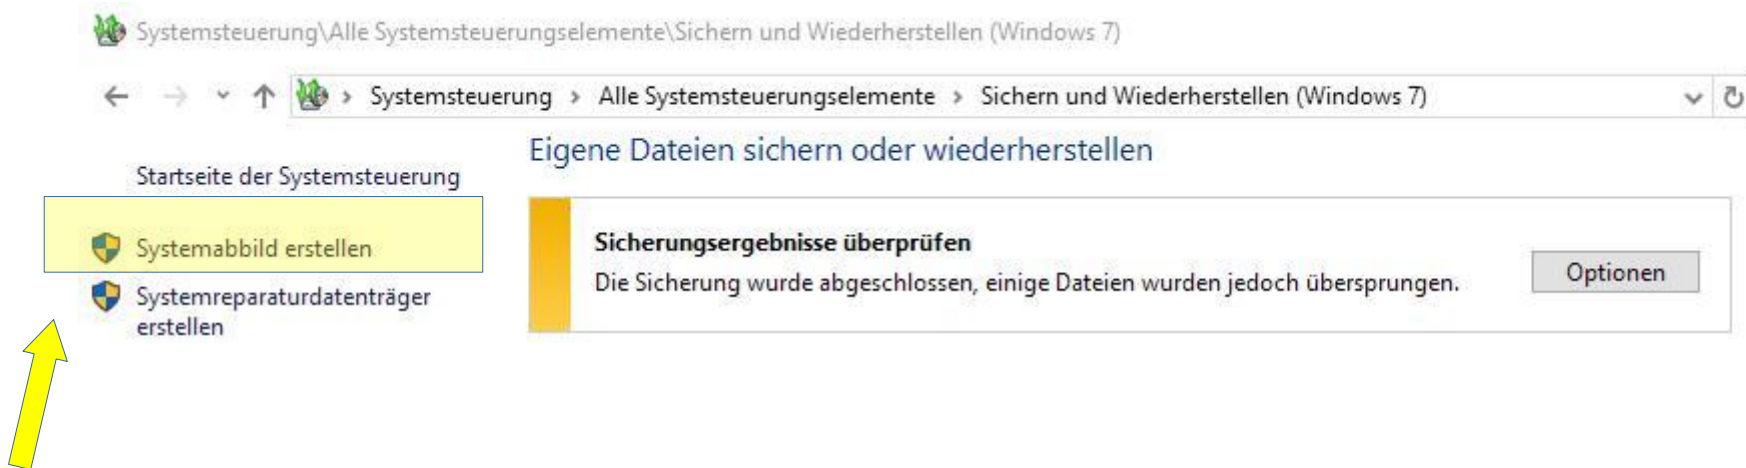 Systemsteuerung\Alle Systemsteuerungselemente\Sichern und Wiederherstellen (Windows 7)
Systemsteuerung > Alle Systemsteuerungselemente > Sichern und Wiederherstellen (Windows 7)
Startseite der Systemsteuerung
Systemabbild erstellen
Systemreparaturdatenträger
erstellen
Eigene Dateien sichern oder wiederherstellen
Sicherungsergebnisse überprüfen
Die Sicherung wurde abgeschlossen, einige Dateien wurden jedoch übersprungen.
Optionen